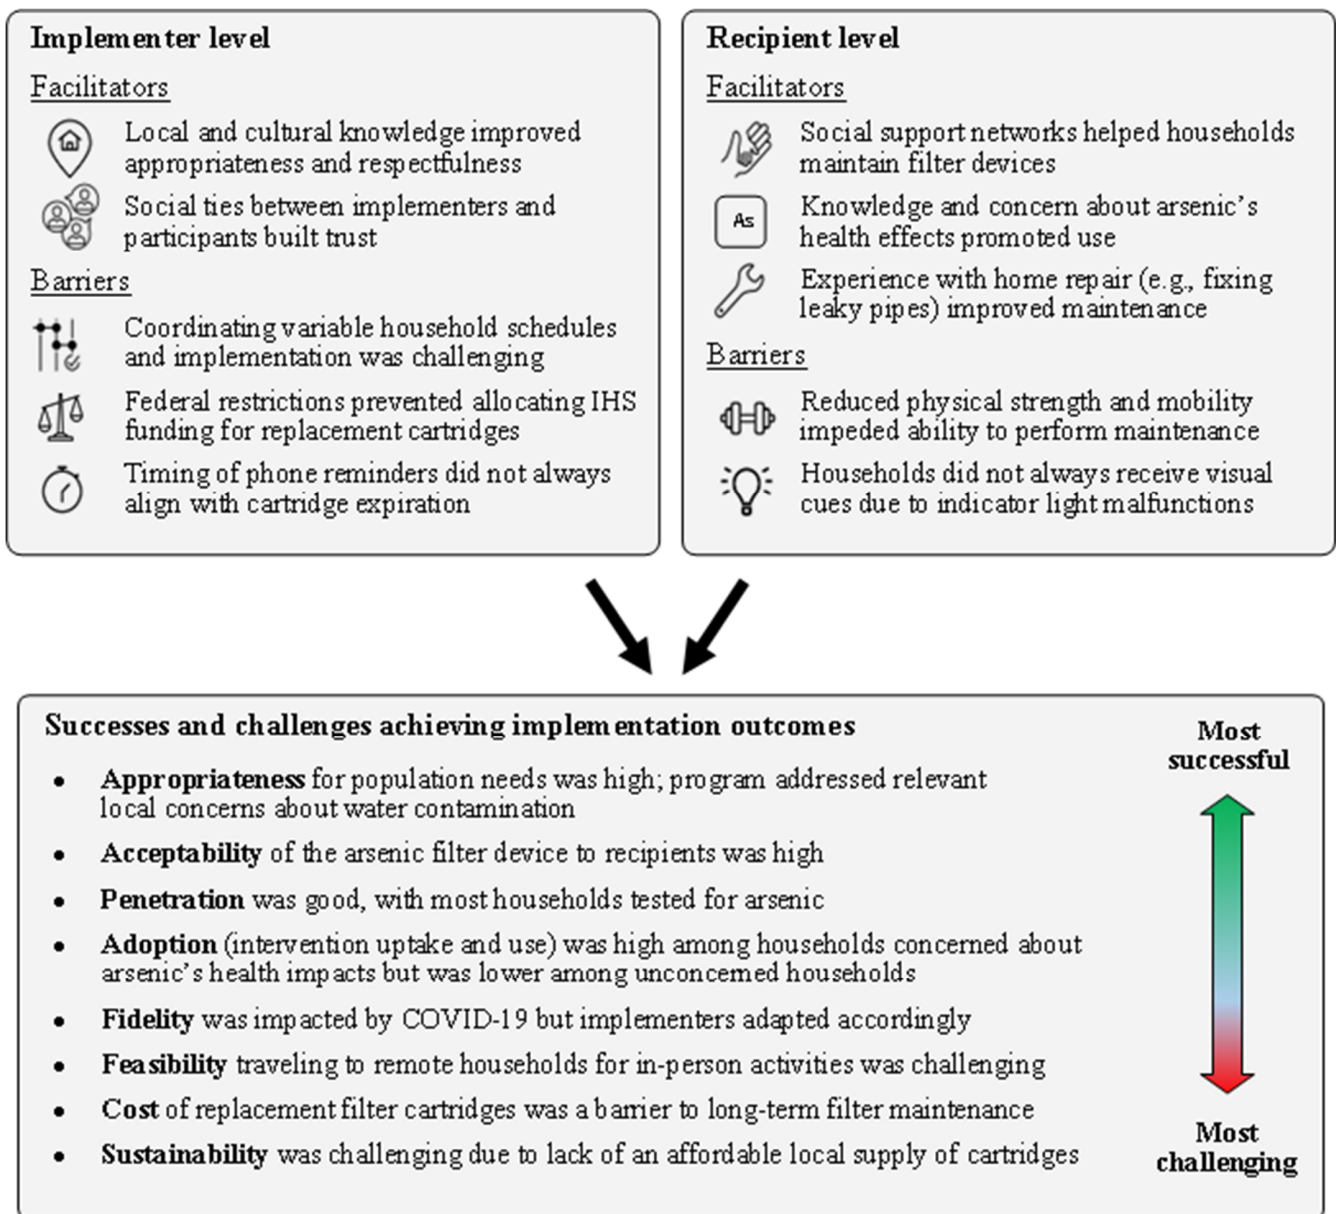 Implementer level
Facilitators
Local and cultural knowledge improved
appropriateness and respectfulness
Social ties between implementers and
participants built trust
Barriers
Coordinating variable household schedules
and implementation was challenging
Federal restrictions prevented allocating IHS
funding for replacement cartridges
Timing of phone reminders did not always
align with cartridge expiration
Recipient level
Facilitators
Social support networks helped households
maintain filter devices
As
Knowledge and concern about arsenic's
health effects promoted use
Experience with home repair (e.g., fixing
leaky pipes) improved maintenance
Barriers
Reduced physical strength and mobility
impeded ability to perform maintenance
Households did not always receive visual
cues due to indicator light malfunctions
Successes and challenges achieving implementation outcomes
• Appropriateness for population needs was high; program addressed relevant
local concerns about water contamination
• Acceptability of the arsenic filter device to recipients was high
• Penetration was good, with most households tested for arsenic
• Adoption (intervention uptake and use) was high among households concerned about
arsenic's health impacts but was lower among unconcerned households
• Fidelity was impacted by COVID-19 but implementers adapted accordingly
• Feasibility traveling to remote households for in-person activities was challenging
• Cost of replacement filter cartridges was a barrier to long-term filter maintenance
• Sustainability was challenging due to lack of an affordable local supply of cartridges
Most
successful
Most
challenging